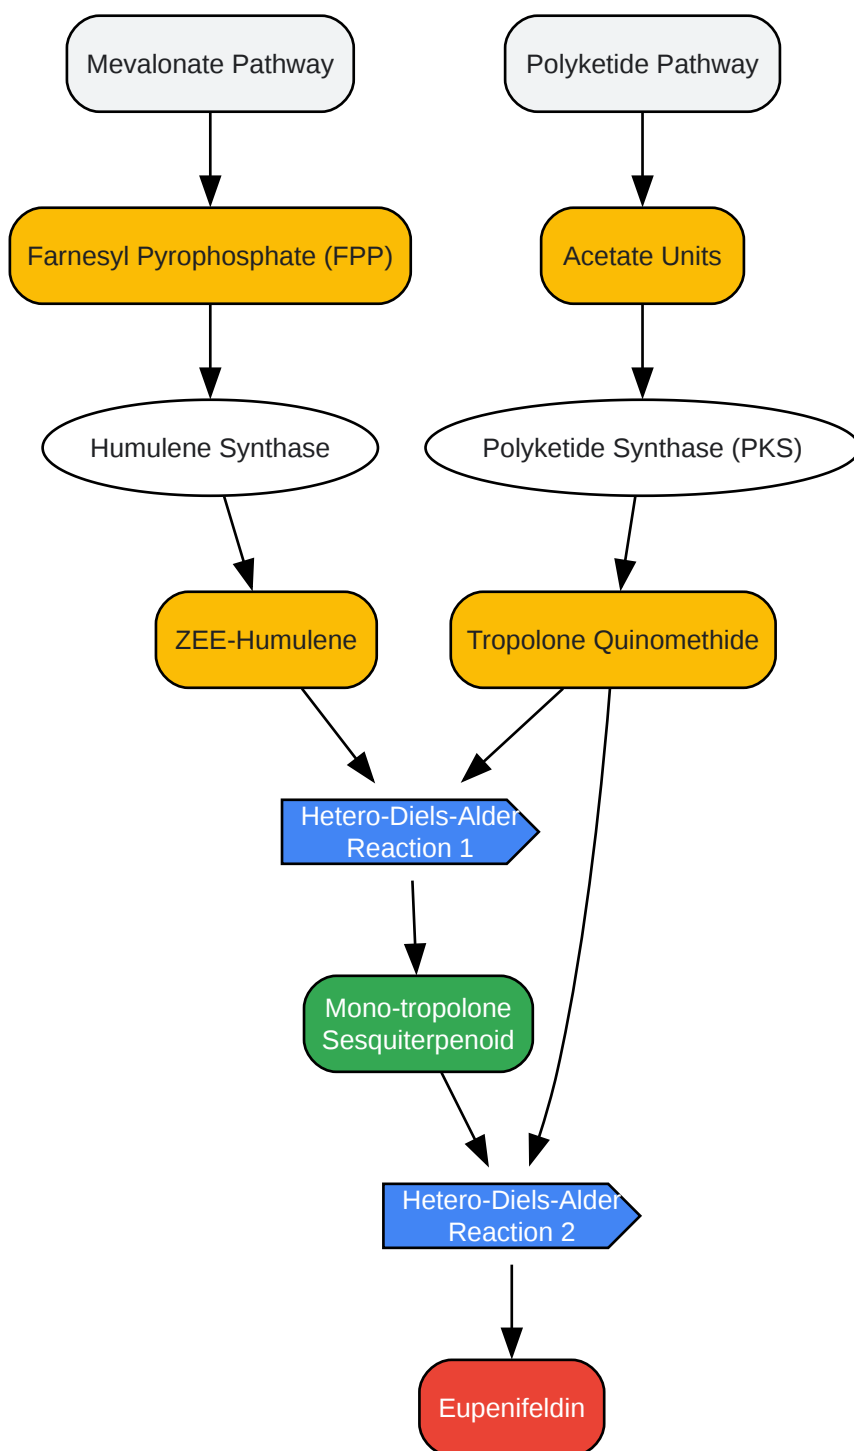 Mevalonate Pathway
Polyketide Pathway
Farnesyl Pyrophosphate (FPP)
Acetate Units
Humulene Synthase
Polyketide Synthase (PKS)
ZEE-Humulene
Tropolone Quinomethide
Hetero-Diels-Alder
Reaction 1
Mono-tropolone
Sesquiterpenoid
Hetero-Diels-Alder
Reaction 2
Eupenifeldin